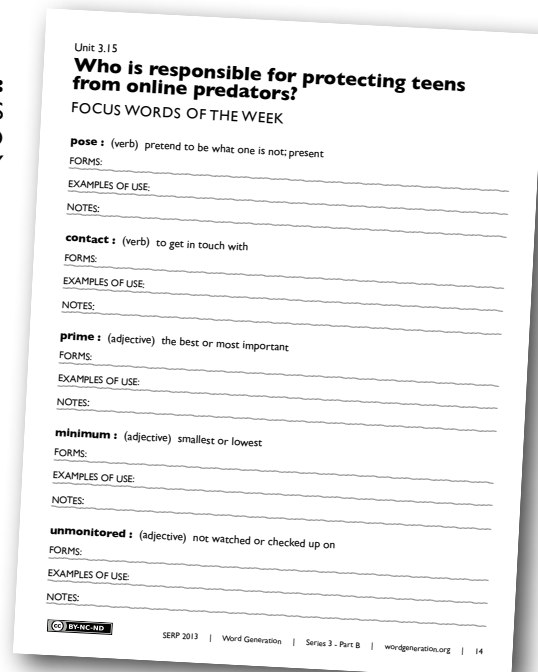 Unit 3.15
Who is responsible for protecting teens
from online predators?
FOCUS WORDS OF THE WEEK
pose : (verb) pretend to be what one is not; present
FORMS:
EXAMPLES OF USE:
NOTES:
contact : (verb) to get in touch with
FORMS:
EXAMPLES OF USE:
NOTES:
prime : (adjective) the best or most important
FORMS:
EXAMPLES OF USE:
NOTES:
minimum : (adjective) smallest or lowest
FORMS:
EXAMPLES OF USE:
NOTES:
unmonitored : (adjective) not watched or checked up on
FORMS:
EXAMPLES OF USE:
NOTES:
cc BY-NC-ND SERP 2013 | Word Generation | Series 3 - Part B | wordgeneration.org | 14